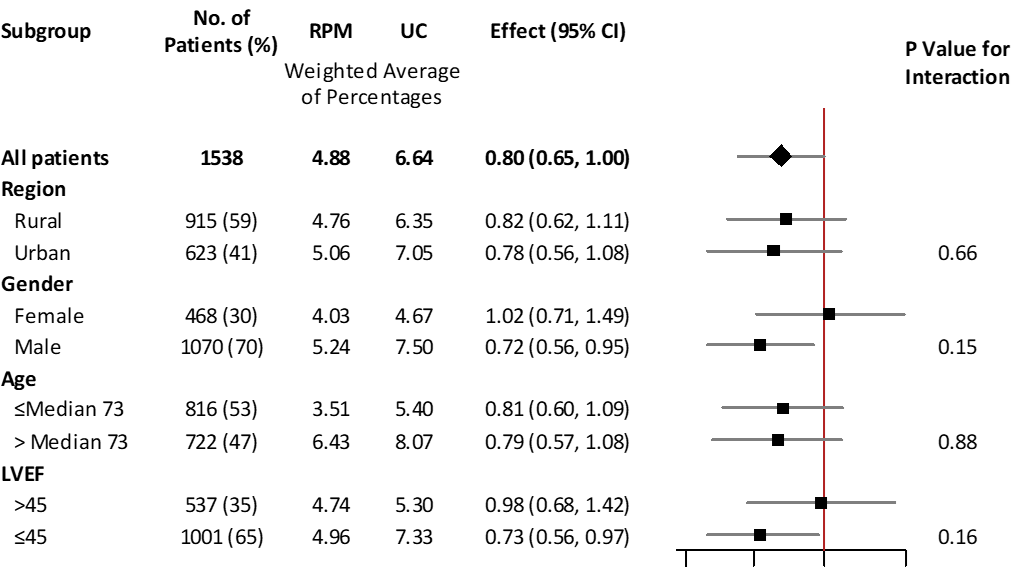 Subgroup No. of Patients (%) RPM UC Effect (95% CI) P Value for Interaction
Weighted Average of Percentages
All patients 1538 4.88 6.64 0.80 (0.65, 1.00)
Region
Rural 915 (59) 4.76 6.35 0.82 (0.62, 1.11)
Urban 623 (41) 5.06 7.05 0.78 (0.56, 1.08) 0.66
Gender
Female 468 (30) 4.03 4.67 1.02 (0.71, 1.49)
Male 1070 (70) 5.24 7.50 0.72 (0.56, 0.95) 0.15
Age
≤Median 73 816 (53) 3.51 5.40 0.81 (0.60, 1.09)
> Median 73 722 (47) 6.43 8.07 0.79 (0.57, 1.08) 0.88
LVEF
>45 537 (35) 4.74 5.30 0.98 (0.68, 1.42)
≤45 1001 (65) 4.96 7.33 0.73 (0.56, 0.97) 0.16